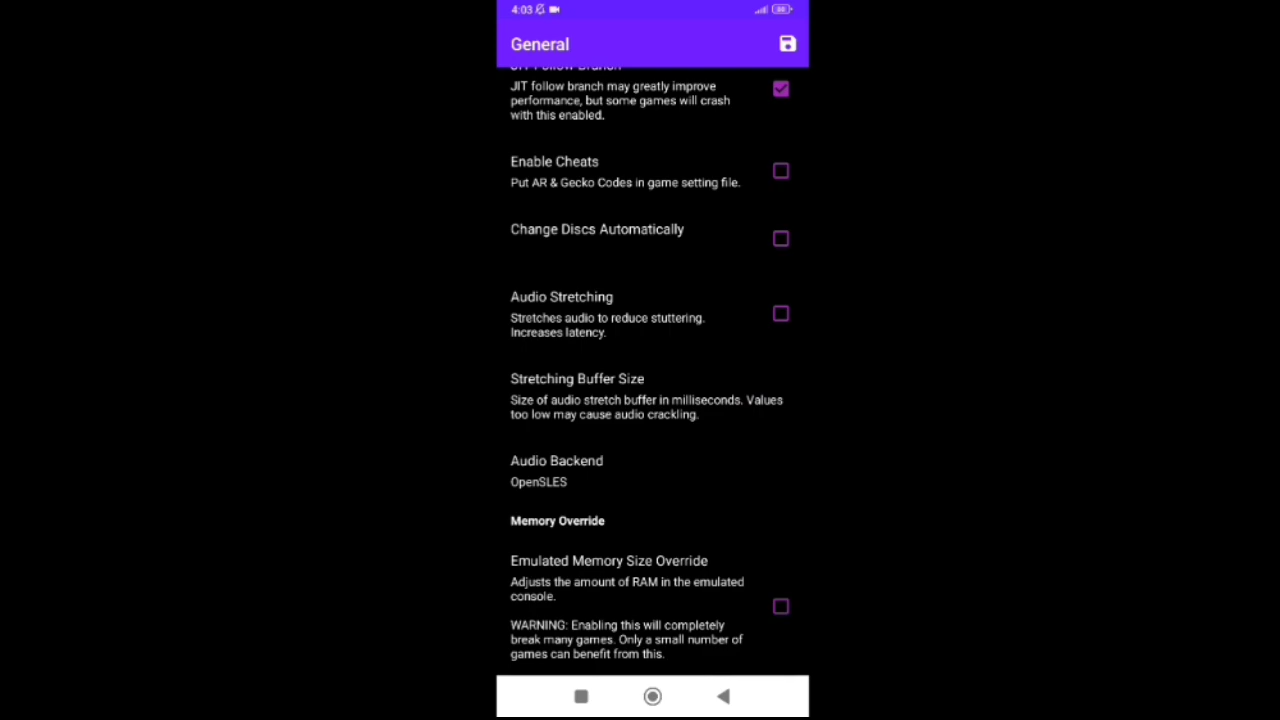 4:03
General
JIT Follow Branch
JIT follow branch may greatly improve
performance, but some games will crash
with this enabled.
Enable Cheats
Put AR & Gecko Codes in game setting file.
Change Discs Automatically
Audio Stretching
Stretches audio to reduce stuttering.
Increases latency.
Stretching Buffer Size
Size of audio stretch buffer in milliseconds. Values
too low may cause audio crackling.
Audio Backend
OpenSLES
Memory Override
Emulated Memory Size Override
Adjusts the amount of RAM in the emulated
console.
WARNING: Enabling this will completely
break many games. Only a small number of
games can benefit from this.